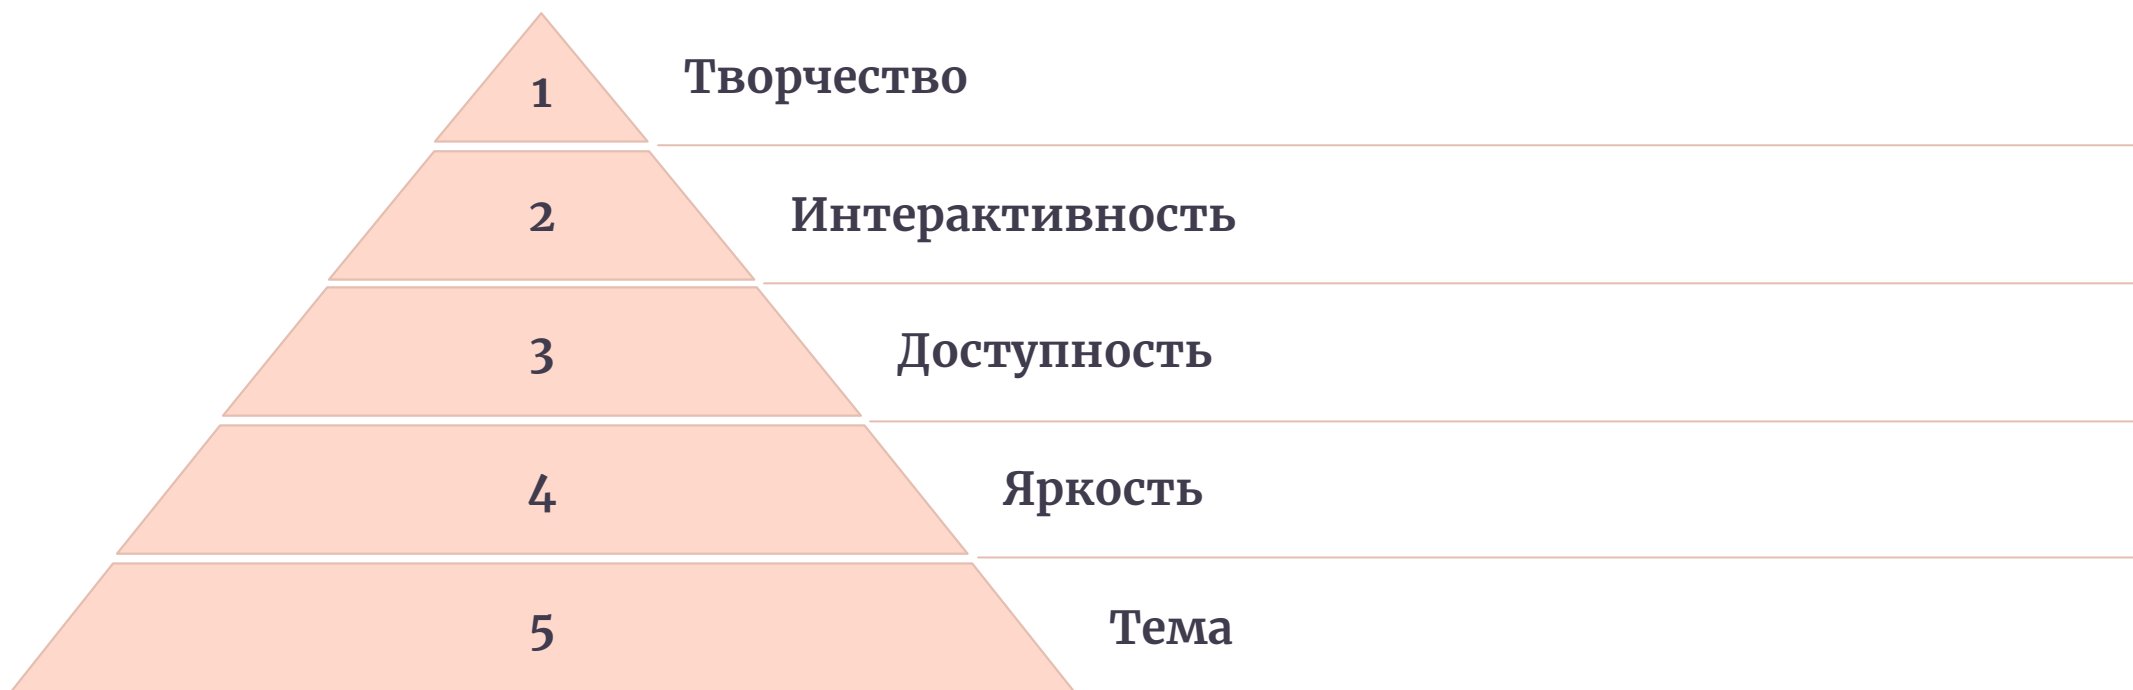 1 Творчество
2 Интерактивность
3 Доступность
4 Яркость
5 Тема